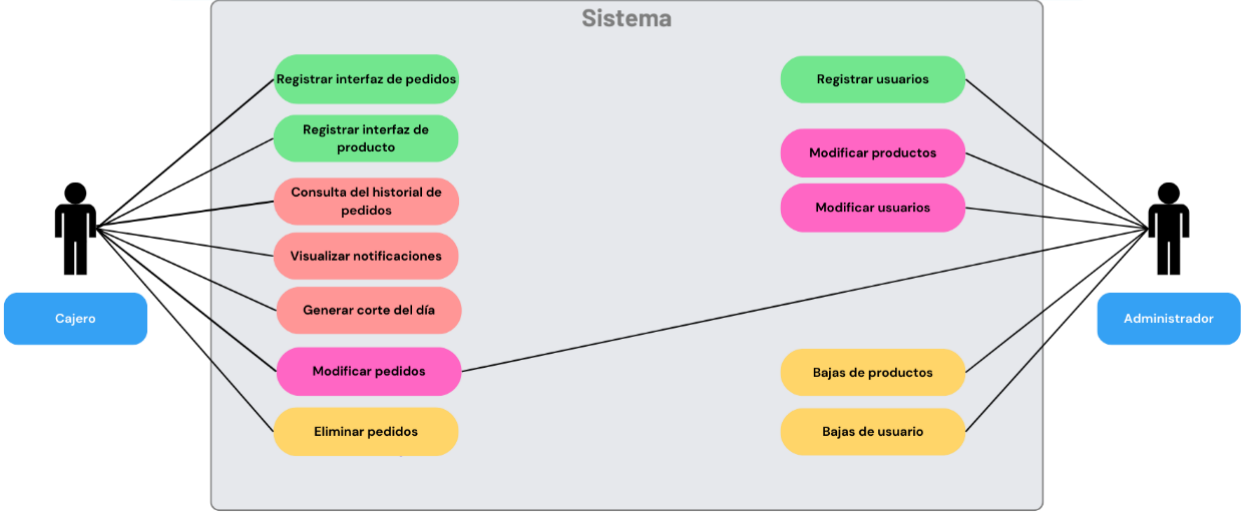 Sistema
Registrar interfaz de pedidos
Registrar interfaz de
producto
Consulta del historial de
pedidos
Visualizar notificaciones
Generar corte del día
Modificar pedidos
Eliminar pedidos
Registrar usuarios
Modificar productos
Modificar usuarios
Bajas de productos
Bajas de usuario
Cajero
Administrador